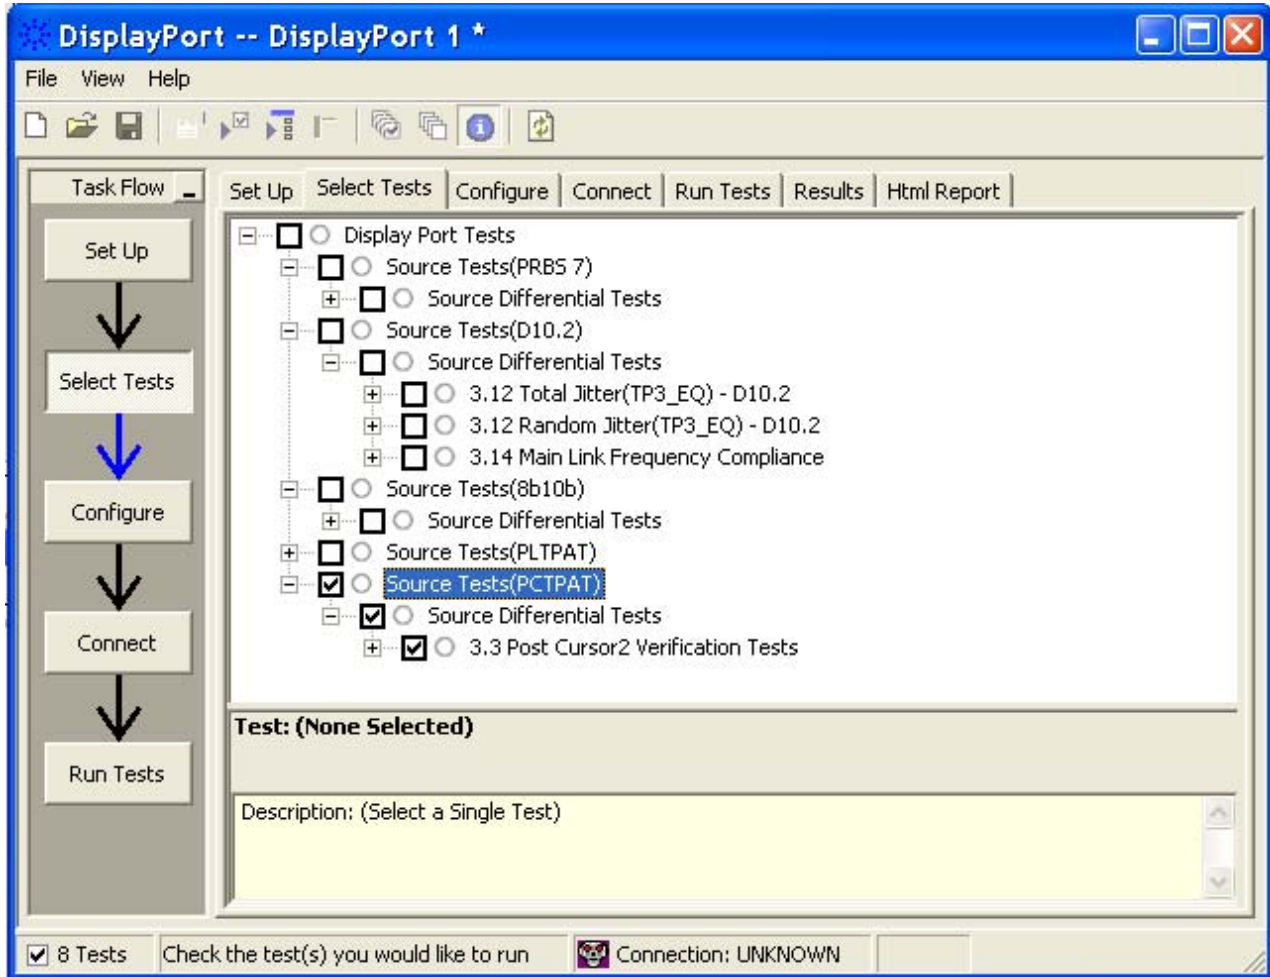 DisplayPort -- DisplayPort 1 *
File View Help
Task Flow
Set Up
Select Tests
Configure
Connect
Run Tests
Set Up Select Tests Configure Connect Run Tests Results Html Report
Display Port Tests
Source Tests(PRBS 7)
Source Differential Tests
Source Tests(D10.2)
Source Differential Tests
3.12 Total Jitter(TP3_EQ) - D10.2
3.12 Random Jitter(TP3_EQ) - D10.2
3.14 Main Link Frequency Compliance
Source Tests(8b10b)
Source Differential Tests
Source Tests(PLTPAT)
Source Tests(PCTPAT)
Source Differential Tests
3.3 Post Cursor2 Verification Tests
Test: (None Selected)
Description: (Select a Single Test)
8 Tests Check the test(s) you would like to run Connection: UNKNOWN